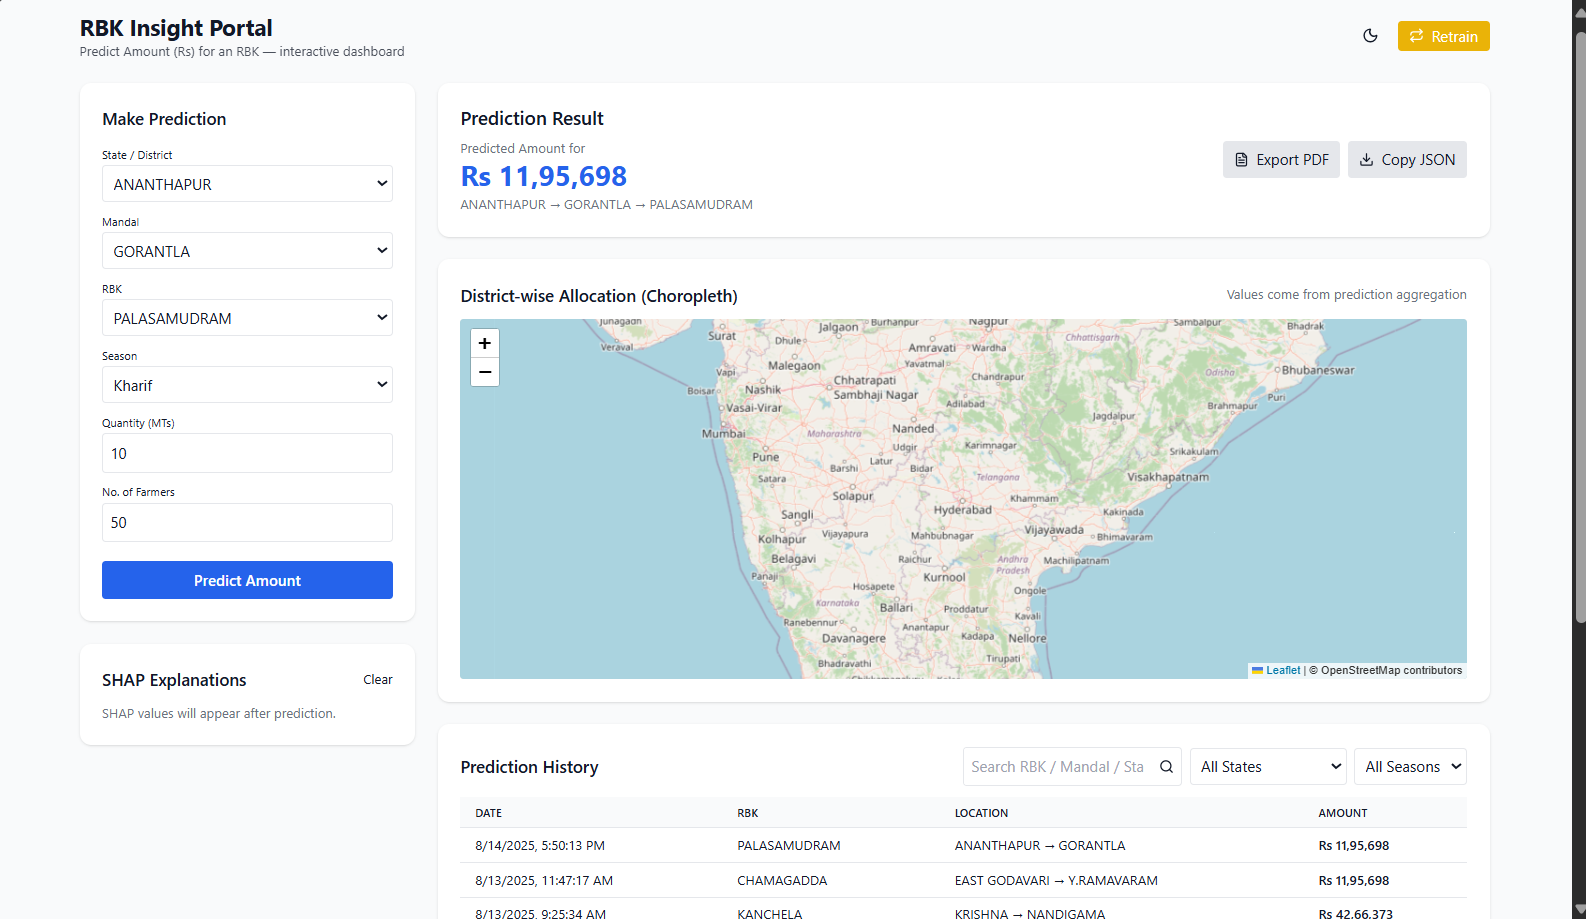 RBK Insight Portal
Predict Amount (Rs) for an RBK — interactive dashboard
Retrain
Make Prediction
State / District
ANANTHAPUR
Mandal
GORANTLA
RBK
PALASAMUDRAM
Season
Kharif
Quantity (MTs)
10
No. of Farmers
50
Predict Amount
SHAP Explanations
Clear
SHAP values will appear after prediction.
Prediction Result
Predicted Amount for
Rs 11,95,698
ANANTHAPUR → GORANTLA → PALASAMUDRAM
Export PDF
Copy JSON
District-wise Allocation (Choropleth)
Values come from prediction aggregation
+
−
Junagadh
Veraval
Surat
Dhule
Jalgaon
Burhanpur
Nagpur
Sambalpur
Bhadrak
Amravati
Wardha
Chhattisgarh
Vapi
Malegaon
Yavatmal
Chandrapur
Odisha
Bhubaneswar
Boisar
Nashik
Chhatrapati
Sambhaji Nagar
Adilabad
Puri
Vasai-Virar
Brahmapur
Jagdalpur
Mumbai
Maharashtra
Nanded
Karimnagar
Udgir
Srikakulam
Pune
Latur
Barshi
Bidar
Satara
Telangana
Visakhapatnam
Solapur
Khammam
Hyderabad
Kakinada
Sangli
Vijayapura
Mahbubnagar
Vijayawada
Bhimavaram
Kolhapur
Belagavi
Raichur
Andhra
Pradesh
Machilipatnam
Panaji
Kurnool
Hosapete
Ongole
Karnataka
Ballari
Proddatur
Kavali
Ranebennur
Anantapur
Davanagere
Kadapa
Nellore
Bhadravathi
Tirupati
Chikkamagaluru
Kolar
Leaflet | © OpenStreetMap contributors
Prediction History
Search RBK / Mandal / Sta
All States
All Seasons
DATE RBK LOCATION AMOUNT
8/14/2025, 5:50:13 PM PALASAMUDRAM ANANTHAPUR → GORANTLA Rs 11,95,698
8/13/2025, 11:47:17 AM CHAMAGADDA EAST GODAVARI → Y.RAMAVARAM Rs 11,95,698
8/13/2025, 9:25:34 AM KANCHELA KRISHNA → NANDIGAMA Rs 42,66,373